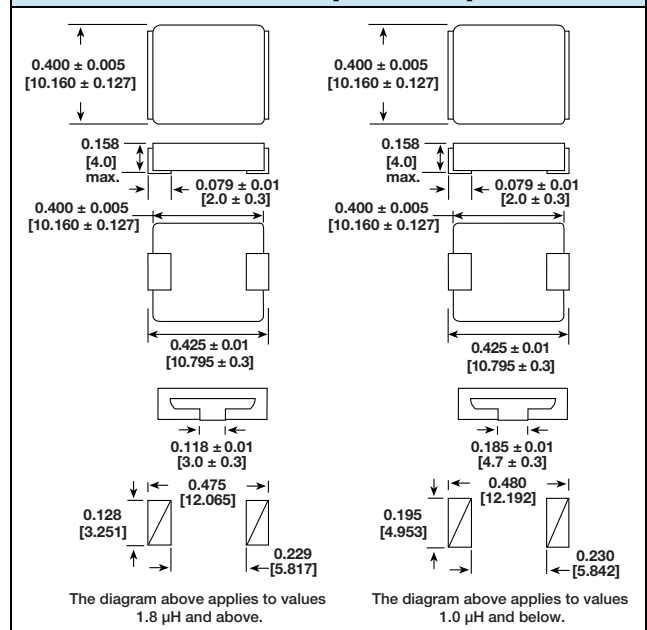 0.400 ± 0.005
[10.160 ± 0.127]
0.158
[4.0]
max.
0.079 ± 0.01
[2.0 ± 0.3]
0.400 ± 0.005
[10.160 ± 0.127]
0.425 ± 0.01
[10.795 ± 0.3]
0.118 ± 0.01
[3.0 ± 0.3]
0.475
[12.065]
0.128
[3.251]
0.229
[5.817]
The diagram above applies to values
1.8 µH and above.
0.400 ± 0.005
[10.160 ± 0.127]
0.158
[4.0]
max.
0.079 ± 0.01
[2.0 ± 0.3]
0.400 ± 0.005
[10.160 ± 0.127]
0.425 ± 0.01
[10.795 ± 0.3]
0.185 ± 0.01
[4.7 ± 0.3]
0.480
[12.192]
0.195
[4.953]
0.230
[5.842]
The diagram above applies to values
1.0 µH and below.